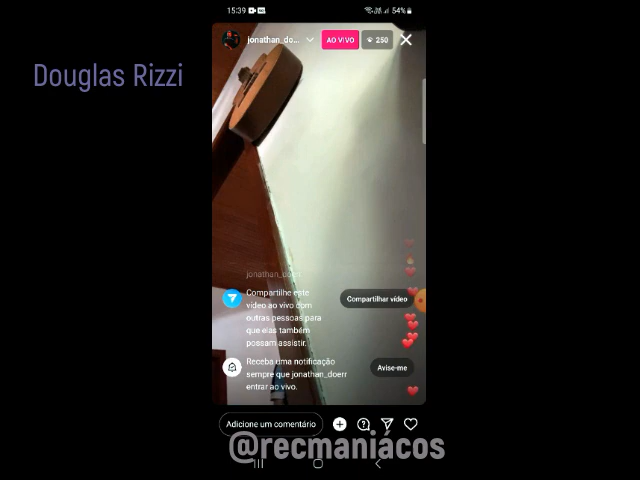 15:39
54%
jonathan_do...
AO VIVO
250
Douglas Rizzi
jonathan_doerr
Compartilhe este
vídeo ao vivo com
outras pessoas para
que elas também
possam assistir.
Compartilhar vídeo
Receba uma notificação
sempre que jonathan_doerr
entrar ao vivo.
Avise-me
Adicione um comentário
@recmaniácos